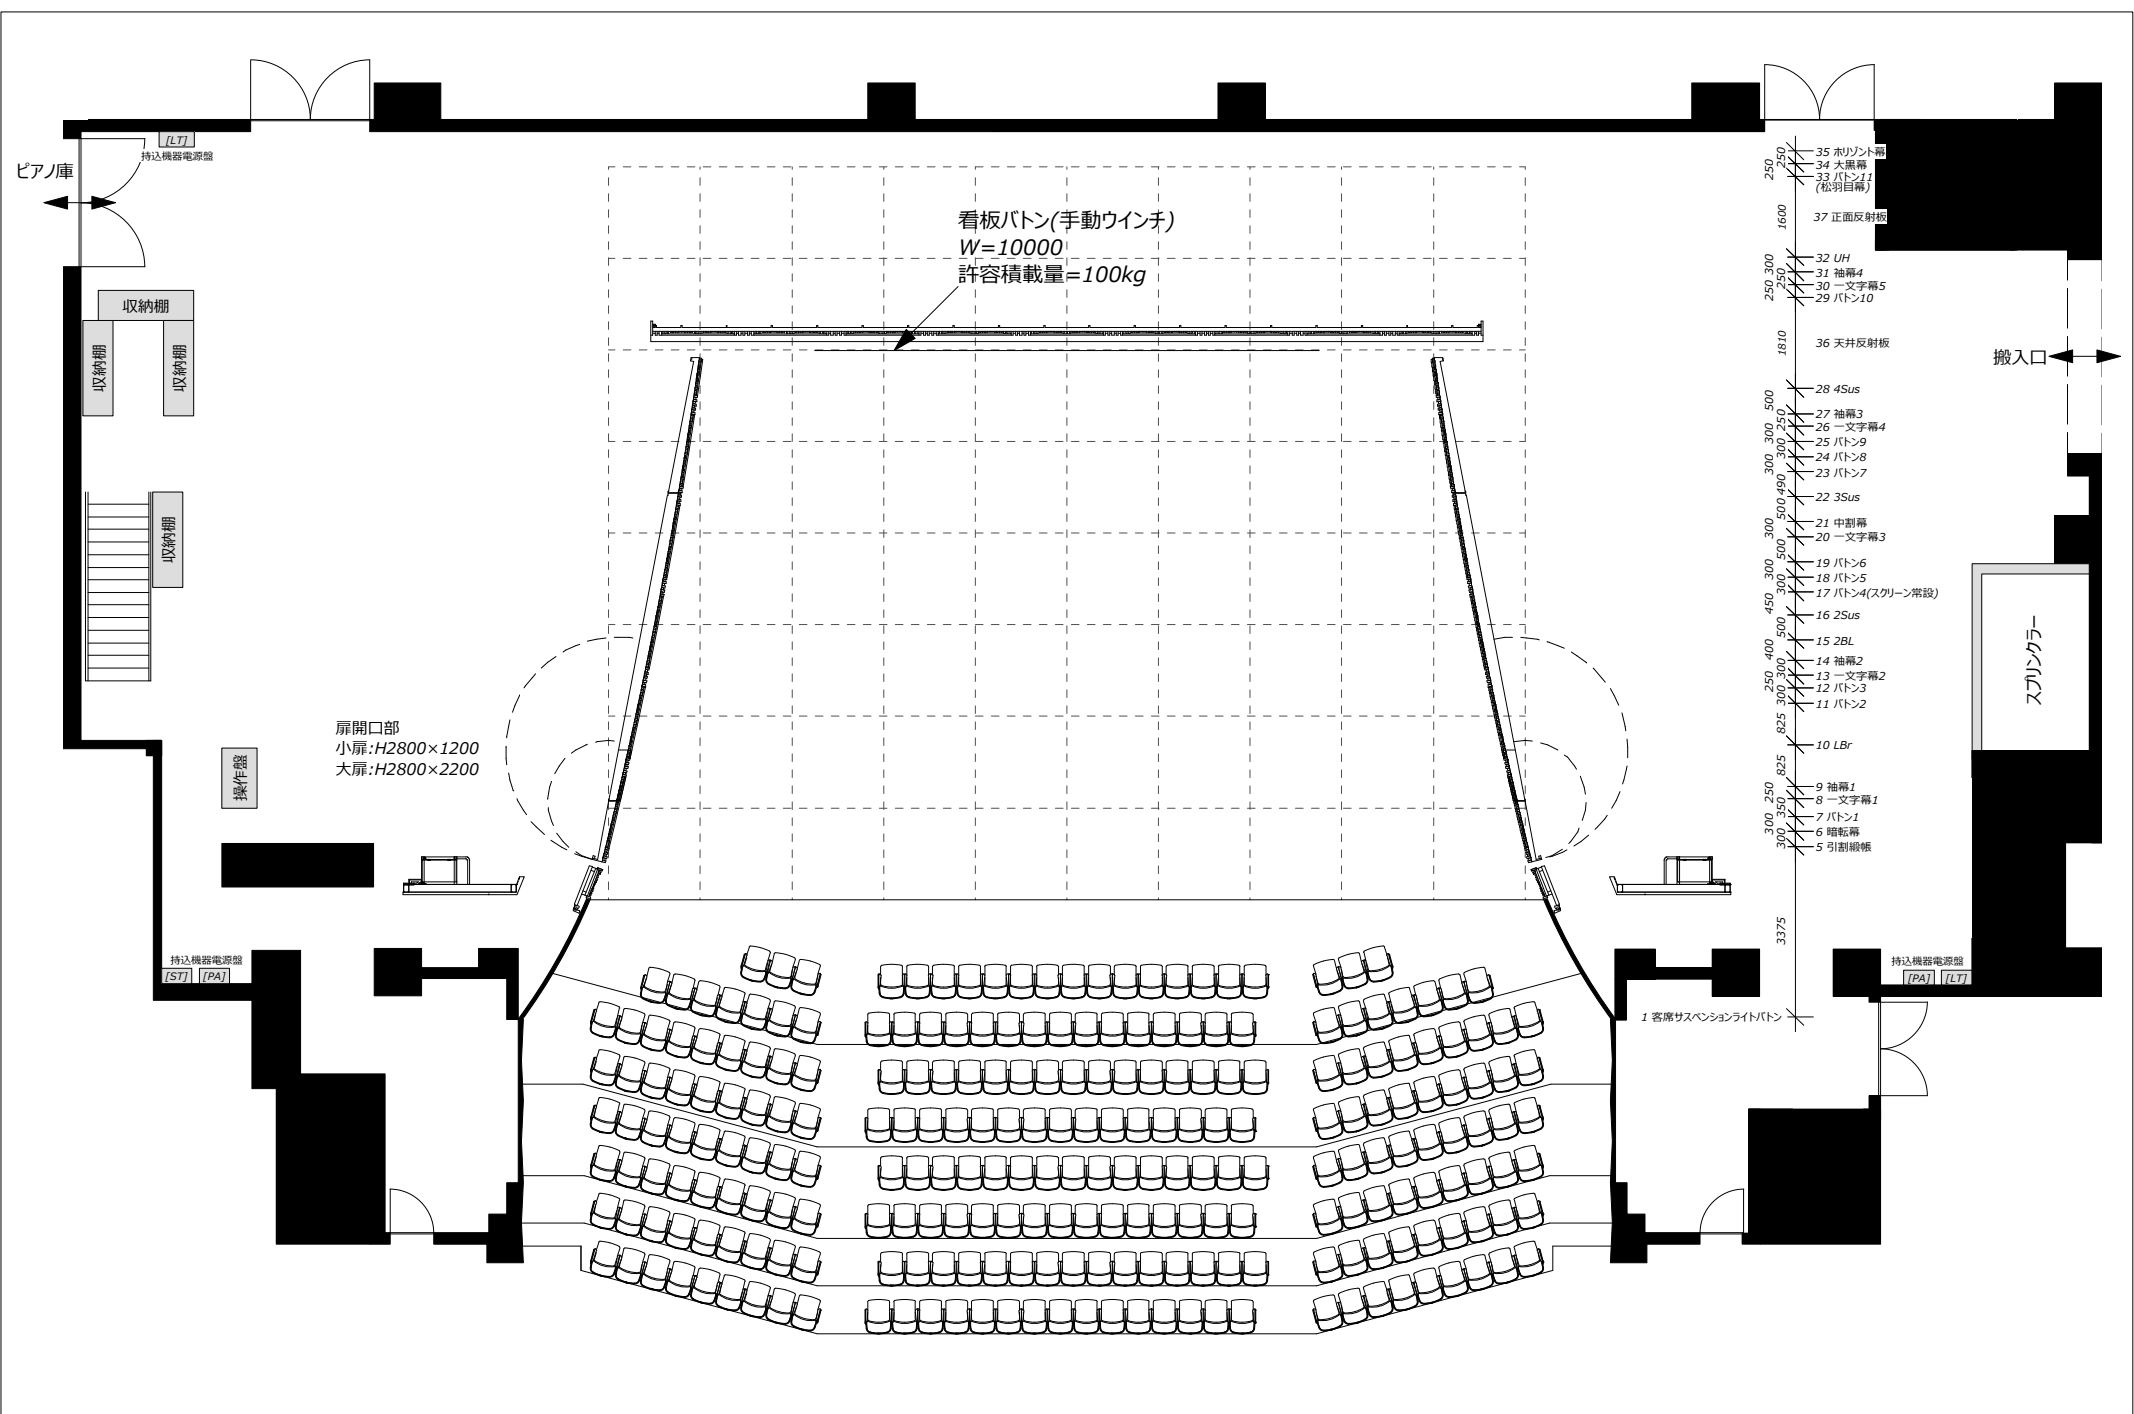 [LT]
持込機器電源盤
ピアノ庫
看板バトン(手動ウインチ)
W=10000
許容積載量=100kg
収納棚
収納棚
収納棚
収納棚
扉開口部
小扉:H2800×1200
大扉:H2800×2200
操作盤
持込機器電源盤
[ST] [PA]
250
35 ホリゾント幕
250
34 大黒幕
33 バトン11
(松羽目幕)
1600
37 正面反射板
300
32 UH
250
31 袖幕4
250
30 一文字幕5
29 バトン10
1810
36 天井反射板
搬入口
28 4Sus
500
27 袖幕3
250
26 一文字幕4
300
25 バトン9
300
24 バトン8
300
23 バトン7
490
22 3Sus
500
21 中割幕
300
20 一文字幕3
500
19 バトン6
300
18 バトン5
300
17 バトン4(スクリーン常設)
450
16 2Sus
500
15 2BL
400
14 袖幕2
300
13 一文字幕2
250
12 バトン3
300
11 バトン2
825
10 LBr
825
9 袖幕1
250
8 一文字幕1
350
7 バトン1
300
6 暗転幕
300
5 引割緞帳
3375
1 客席サスペンションライトバトン
スプリンクラー
持込機器電源盤
[PA] [LT]